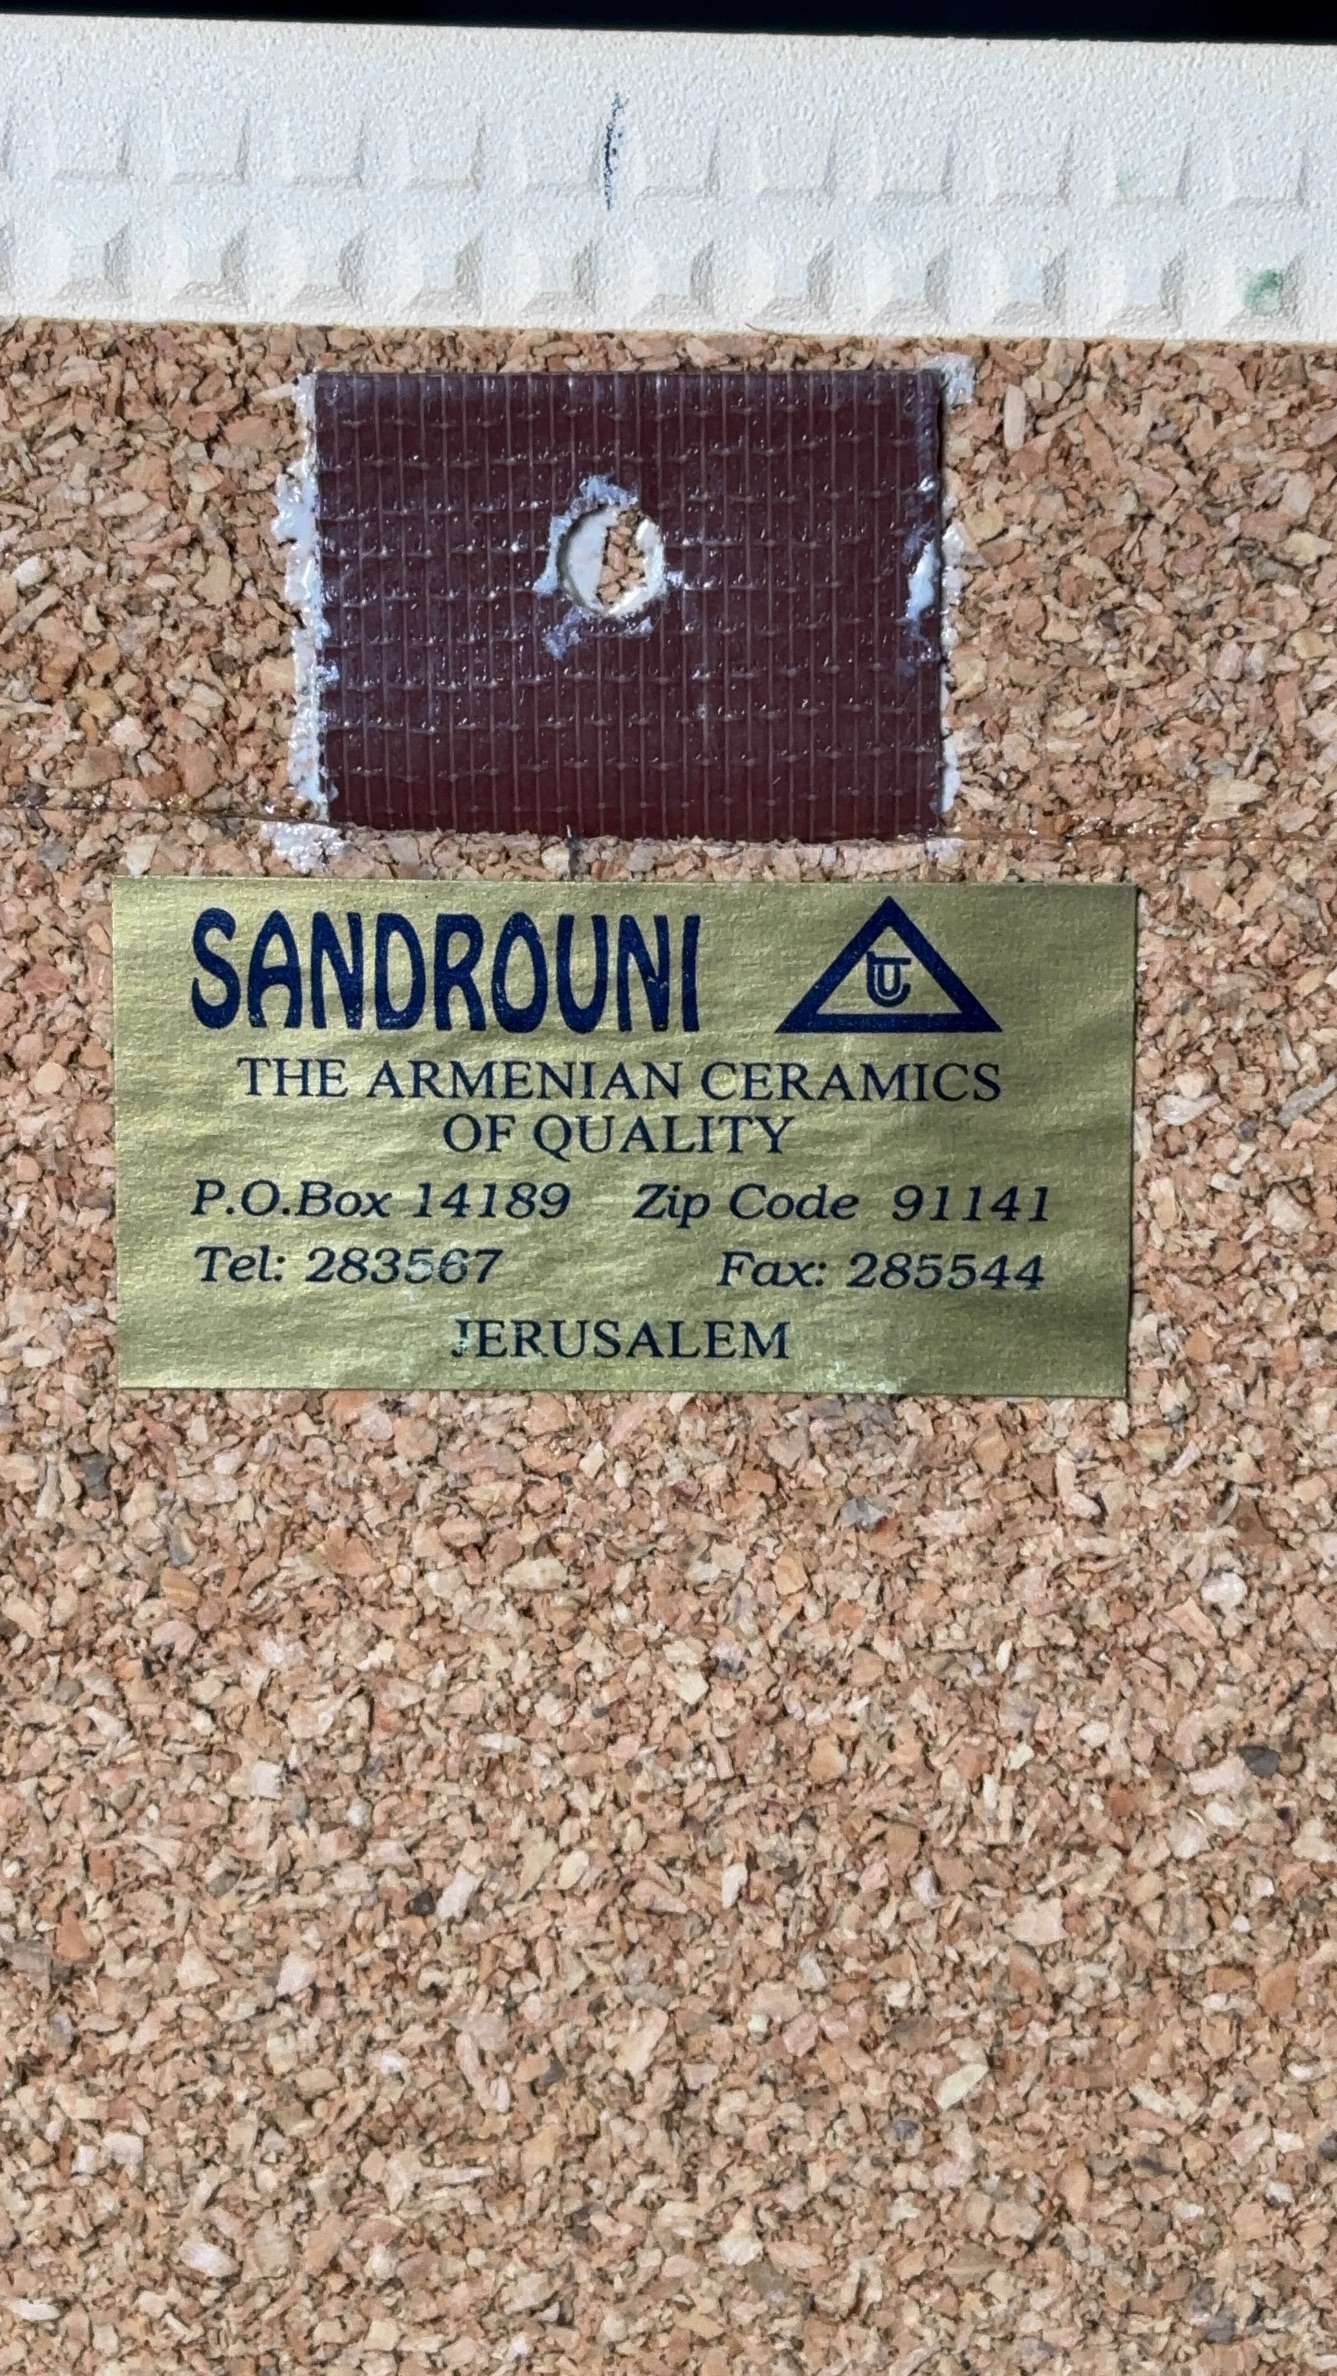 SANDROUNI
THE ARMENIAN CERAMICS
OF QUALITY
P.O.Box 14189 Zip Code 91141
Tel: 283567 Fax: 285544
JERUSALEM